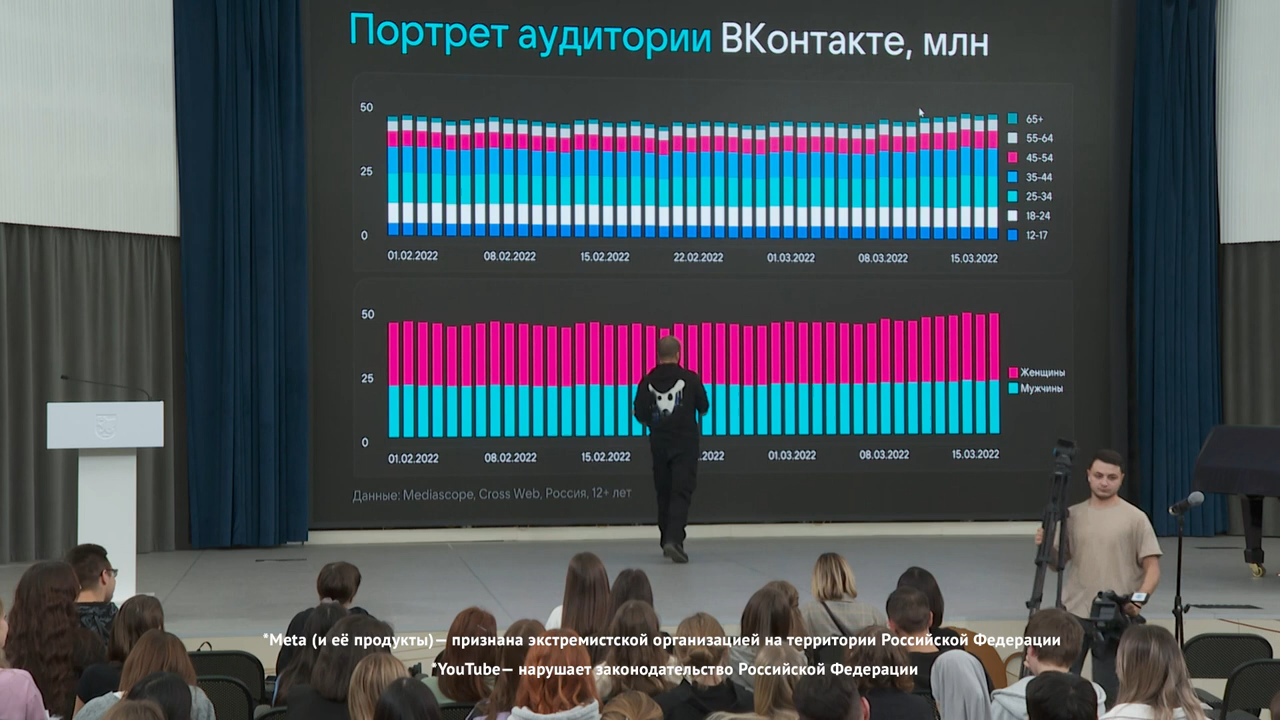 Портрет аудитории ВКонтакте, млн
50
25
0
01.02.2022 08.02.2022 15.02.2022 22.02.2022 01.03.2022 08.03.2022 15.03.2022
65+
55-64
45-54
35-44
25-34
18-24
12-17
50
25
0
01.02.2022 08.02.2022 15.02.2022 .02.2022 01.03.2022 08.03.2022 15.03.2022
Женщины
Мужчины
Данные: Mediascope, Cross Web, Россия, 12+ лет
*Meta (и её продукты)— признана экстремистской организацией на территории Российской Федерации
*YouTube— нарушает законодательство Российской Федерации